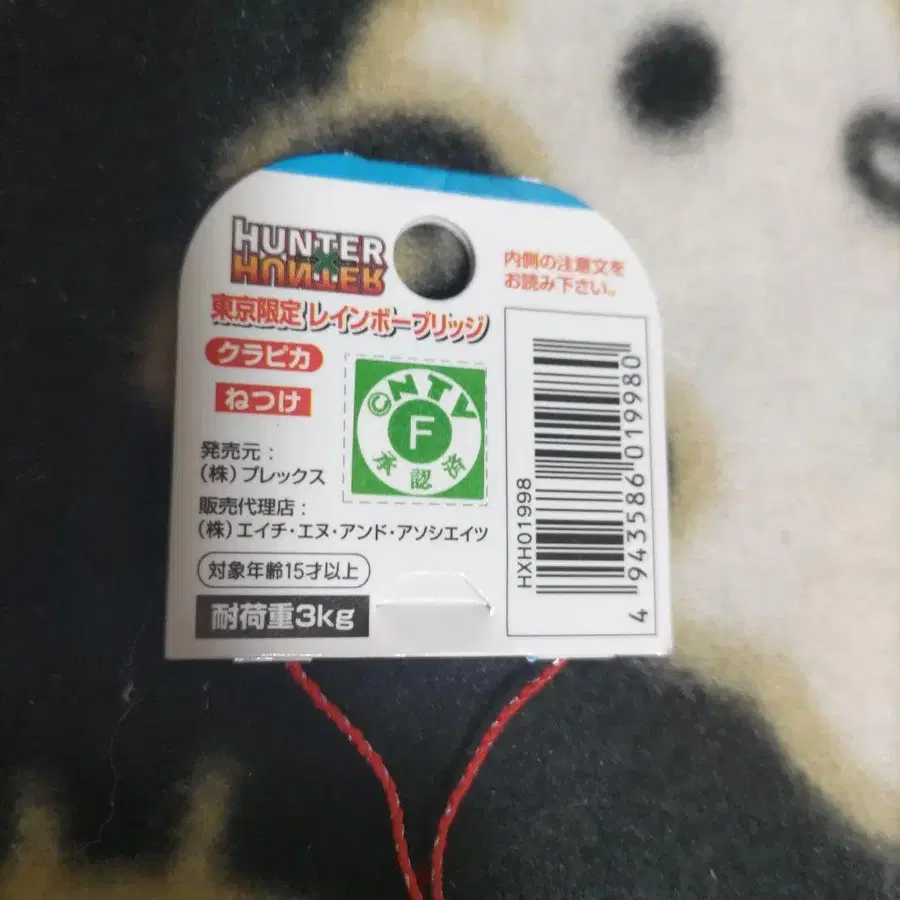 HUNTER
×
HUNTER
東京限定 レインボーブリッジ
クラピカ
ねつけ
発売元：
（株）プレックス
販売代理店：
（株）エイチ・エヌ・アンド・アソシエイツ
対象年齢15才以上
耐荷重3kg
©NTV
F
承認済
内側の注意文を
お読み下さい。
HXH01998
4 943586 019980